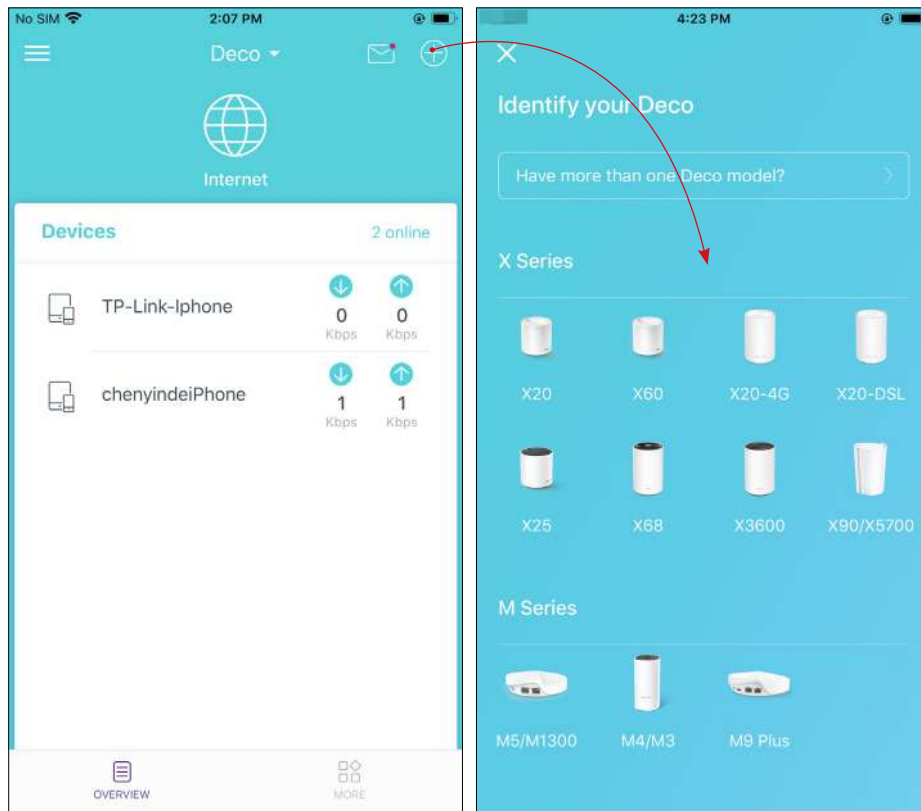 No SIM 2:07 PM
Deco
Internet
Devices 2 online
TP-Link-Iphone
0 0
Kbps Kbps
chenyindeiPhone
1 1
Kbps Kbps
OVERVIEW MORE
4:23 PM
Identify your Deco
Have more than one Deco model?
X Series
X20 X60 X20-4G X20-DSL
X25 X68 X3600 X90/X5700
M Series
M5/M1300 M4/M3 M9 Plus